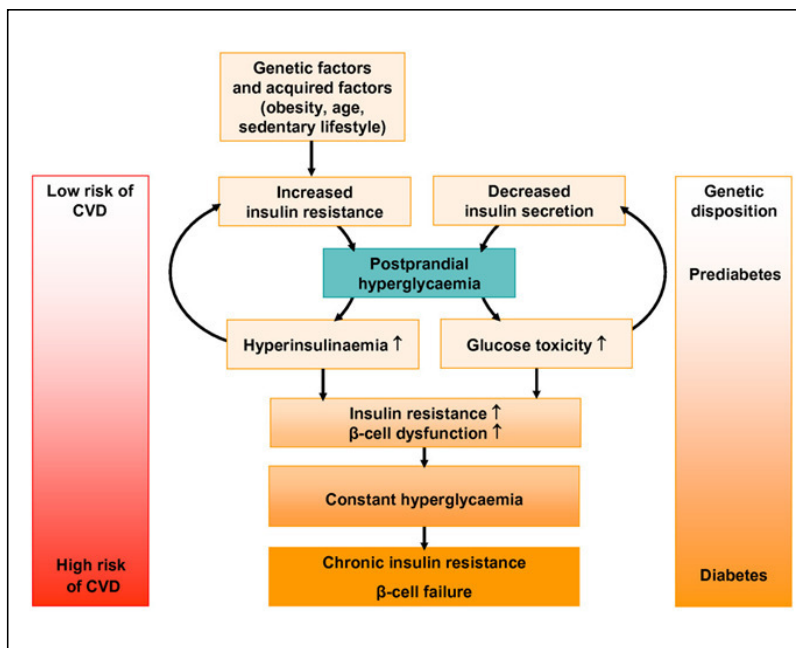 Genetic factors
and acquired factors
(obesity, age,
sedentary lifestyle)
Low risk of
CVD
Increased
insulin resistance
Decreased
insulin secretion
Genetic
disposition
Postprandial
hyperglycaemia
Prediabetes
Hyperinsulinaemia ↑
Glucose toxicity ↑
Insulin resistance ↑
β-cell dysfunction ↑
Constant hyperglycaemia
High risk
of CVD
Chronic insulin resistance
β-cell failure
Diabetes